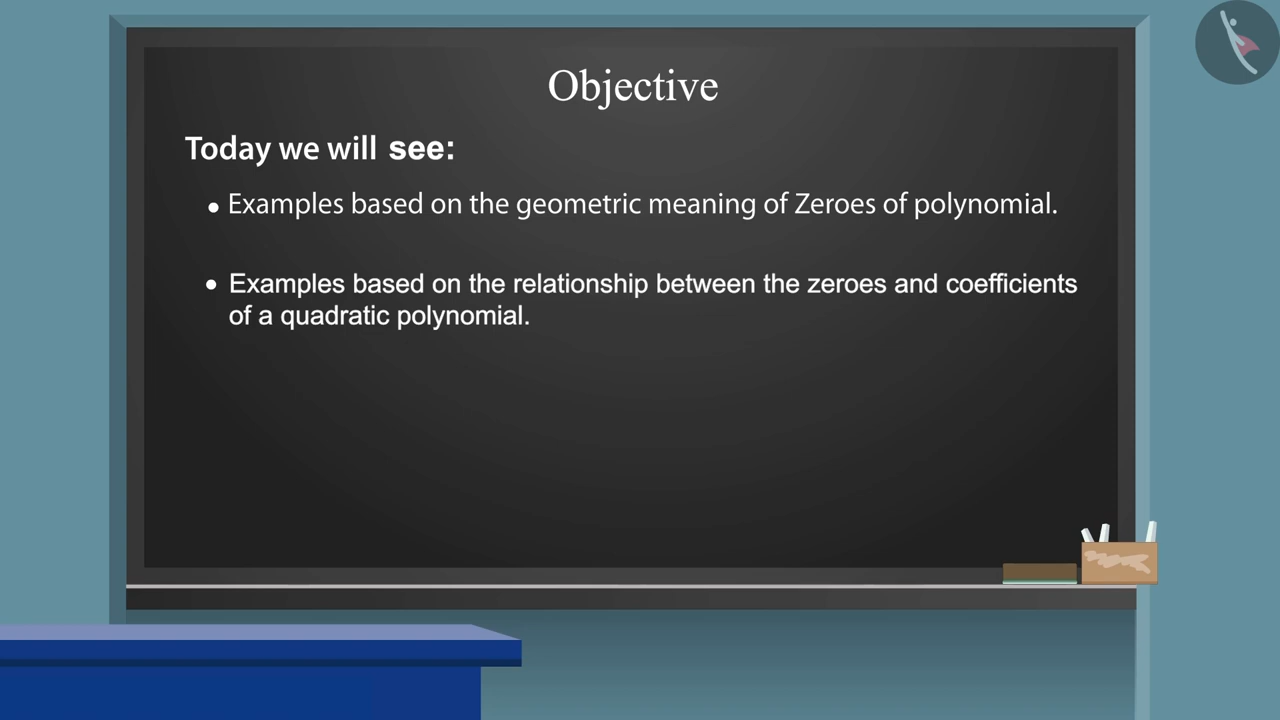 Objective
Today we will see:
• Examples based on the geometric meaning of Zeroes of polynomial.
• Examples based on the relationship between the zeroes and coefficients
of a quadratic polynomial.